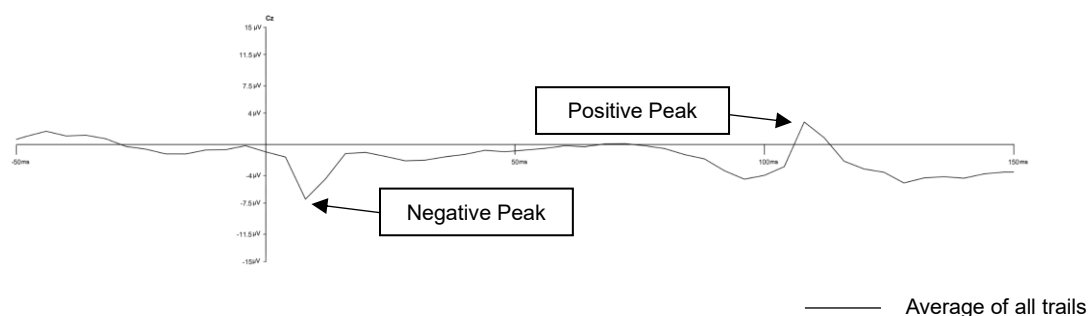 Cz
15 µV
11.5 µV
7.5 µV
4 µV
Positive Peak
-50ms
50ms
100ms
150ms
-4 µV
-7.5 µV
Negative Peak
-11.5 µV
-15 µV
Average of all trails